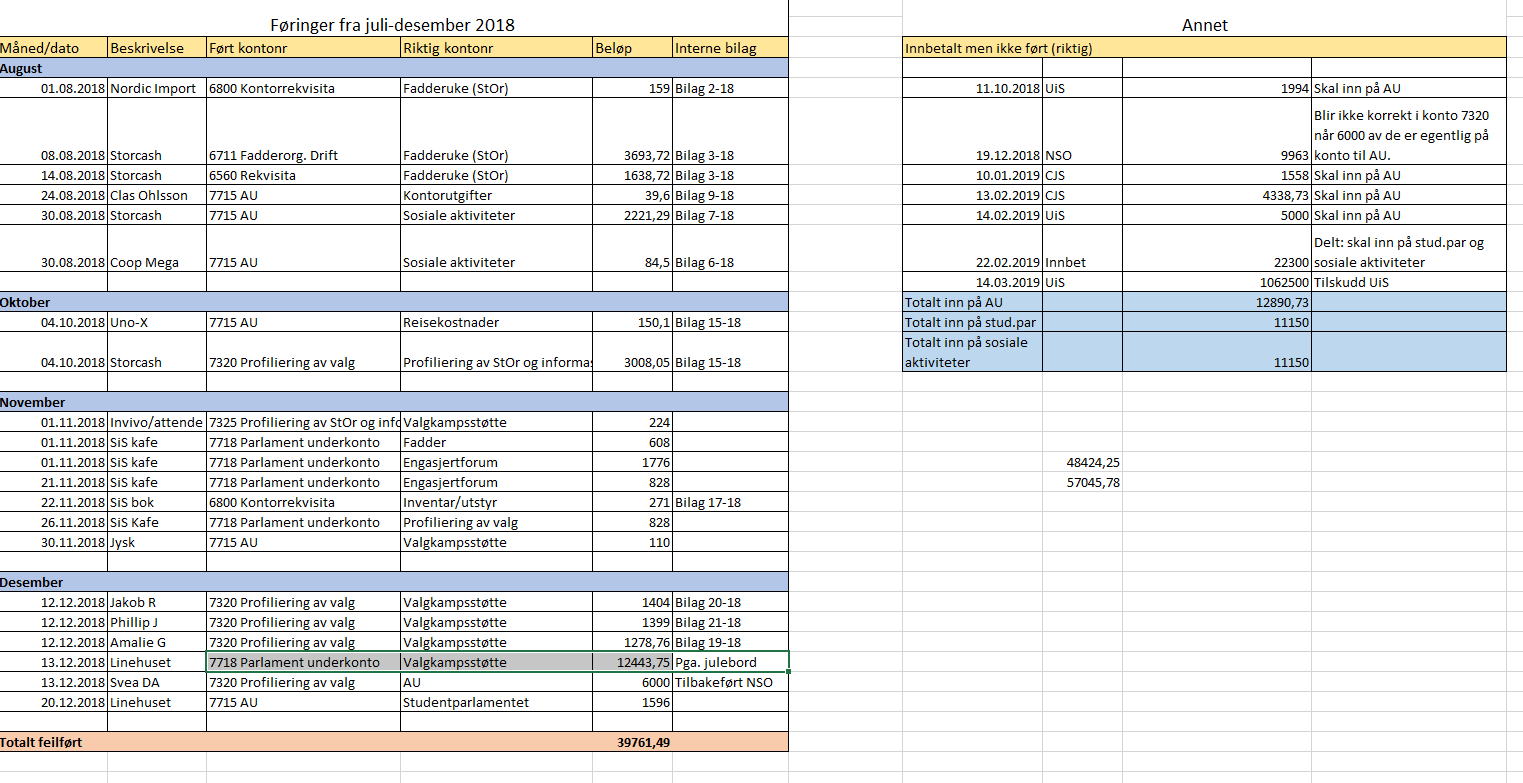 Føringer fra juli-desember 2018
Måned/dato Beskrivelse Ført kontonr Riktig kontonr Beløp Interne bilag
August
01.08.2018 Nordic Import 6800 Kontorrekvisita Fadderuke (StOr) 159 Bilag 2-18
08.08.2018 Storcash 6711 Fadderorg. Drift Fadderuke (StOr) 3693,72 Bilag 3-18
14.08.2018 Storcash 6560 Rekvisita Fadderuke (StOr) 1638,72 Bilag 3-18
24.08.2018 Clas Ohlsson 7715 AU Kontorutgifter 39,6 Bilag 9-18
30.08.2018 Storcash 7715 AU Sosiale aktiviteter 2221,29 Bilag 7-18
30.08.2018 Coop Mega 7715 AU Sosiale aktiviteter 84,5 Bilag 6-18
Oktober
04.10.2018 Uno-X 7715 AU Reisekostnader 150,1 Bilag 15-18
04.10.2018 Storcash 7320 Profiliering av valg Profiliering av StOr og informas 3008,05 Bilag 15-18
November
01.11.2018 Invivo/attende 7325 Profiliering av StOr og info Valgkampsstøtte 224
01.11.2018 SiS kafe 7718 Parlament underkonto Fadder 608
01.11.2018 SiS kafe 7718 Parlament underkonto Engasjertforum 1776
21.11.2018 SiS kafe 7718 Parlament underkonto Engasjertforum 828
22.11.2018 SiS bok 6800 Kontorrekvisita Inventar/utstyr 271 Bilag 17-18
26.11.2018 SiS Kafe 7718 Parlament underkonto Profiliering av valg 828
30.11.2018 Jysk 7715 AU Valgkampsstøtte 110
Desember
12.12.2018 Jakob R 7320 Profiliering av valg Valgkampsstøtte 1404 Bilag 20-18
12.12.2018 Phillip J 7320 Profiliering av valg Valgkampsstøtte 1399 Bilag 21-18
12.12.2018 Amalie G 7320 Profiliering av valg Valgkampsstøtte 1278,76 Bilag 19-18
13.12.2018 Linehuset 7718 Parlament underkonto Valgkampsstøtte 12443,75 Pga. julebord
13.12.2018 Svea DA 7320 Profiliering av valg AU 6000 Tilbakeført NSO
20.12.2018 Linehuset 7715 AU Studentparlamentet 1596
Totalt feilført 39761,49
Annet
Innbetalt men ikke ført (riktig)
11.10.2018 UiS 1994 Skal inn på AU
Blir ikke korrekt i konto 7320
når 6000 av de er egentlig på
19.12.2018 NSO 9963 konto til AU.
10.01.2019 CJS 1558 Skal inn på AU
13.02.2019 CJS 4338,73 Skal inn på AU
14.02.2019 UiS 5000 Skal inn på AU
Delt: skal inn på stud.par og
22.02.2019 Innbet 22300 sosiale aktiviteter
14.03.2019 UiS 1062500 Tilskudd UiS
Totalt inn på AU 12890,73
Totalt inn på stud.par 11150
Totalt inn på sosiale
aktiviteter 11150
48424,25
57045,78